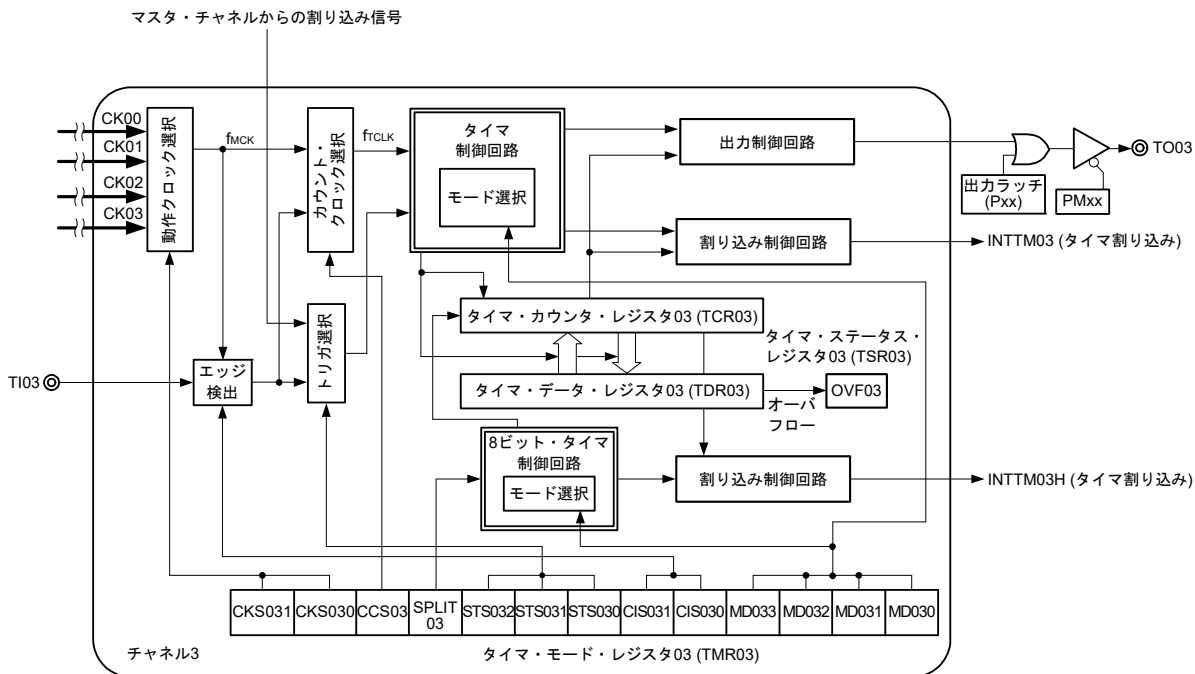 マスタ・チャネルからの割り込み信号
CK00
CK01
CK02
CK03
動作クロック選択
fMCK
カウント・
クロック選択
fTCLK
タイマ
制御回路
モード選択
出力制御回路
出力ラッチ
(Pxx)
PMxx
TO03
割り込み制御回路
INTTM03 (タイマ割り込み)
トリガ選択
TI03
エッジ
検出
タイマ・カウンタ・レジスタ03 (TCR03)
タイマ・ステータス・
レジスタ03 (TSR03)
タイマ・データ・レジスタ03 (TDR03)
オーバ
フロー
OVF03
8ビット・タイマ
制御回路
モード選択
割り込み制御回路
INTTM03H (タイマ割り込み)
CKS031
CKS030
CCS03
SPLIT
03
STS032
STS031
STS030
CIS031
CIS030
MD033
MD032
MD031
MD030
チャネル3
タイマ・モード・レジスタ03 (TMR03)